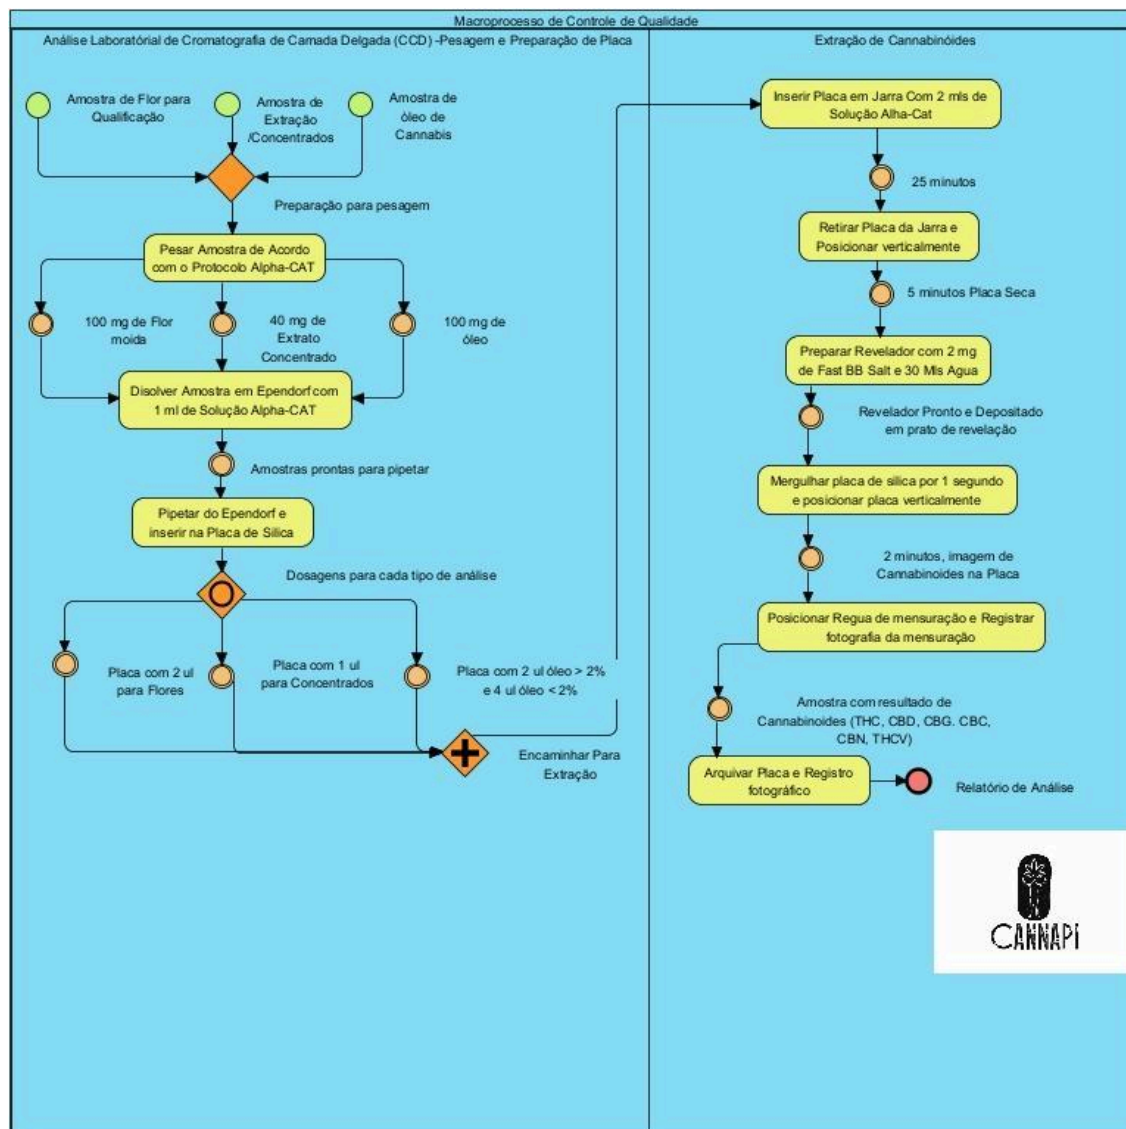 Macroprocesso de Controle de Qualidade
Análise Laboratórial de Cromatografia de Camada Delgada (CCD) -Pesagem e Preparação de Placa
Amostra de Flor para
Qualificação
Amostra de
Extração
/Concentrados
Amostra de
òleo de
Cannabis
Preparação para pesagem
Pesar Amostra de Acordo
com o Protocolo Alpha-CAT
100 mg de Flor
moida
40 mg de
Extrato
Concentrado
100 mg de
óleo
Disolver Amostra em Ependorf com
1 ml de Solução Alpha-CAT
Amostras prontas para pipetar
Pipetar do Ependorf e
inserir na Placa de Silica
Dosagens para cada tipo de análise
Placa com 2 ul
para Flores
Placa com 1 ul
para Concentrados
Placa com 2 ul óleo > 2%
e 4 ul óleo < 2%
Encaminhar Para
Extração
Extração de Cannabinóides
Inserir Placa em Jarra Com 2 mls de
Solução Alha-Cat
25 minutos
Retirar Placa da Jarra e
Posicionar verticalmente
5 minutos Placa Seca
Preparar Revelador com 2 mg
de Fast BB Salt e 30 Mls Agua
Revelador Pronto e Depositado
em prato de revelação
Mergulhar placa de silica por 1 segundo
e posicionar placa verticalmente
2 minutos, imagem de
Cannabinoides na Placa
Posicionar Regua de mensuração e Registrar
fotografia da mensuração
Amostra com resultado de
Cannabinoides (THC, CBD, CBG. CBC,
CBN, THCV)
Arquivar Placa e Registro
fotográfico
Relatório de Análise
CANNAPi